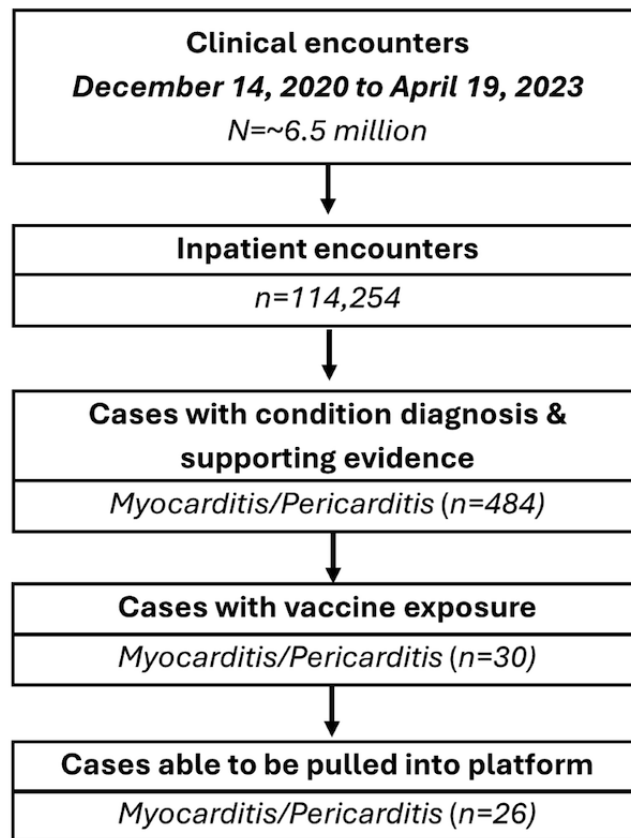 Clinical encounters
December 14, 2020 to April 19, 2023
N=~6.5 million
Inpatient encounters
n=114,254
Cases with condition diagnosis &
supporting evidence
Myocarditis/Pericarditis (n=484)
Cases with vaccine exposure
Myocarditis/Pericarditis (n=30)
Cases able to be pulled into platform
Myocarditis/Pericarditis (n=26)